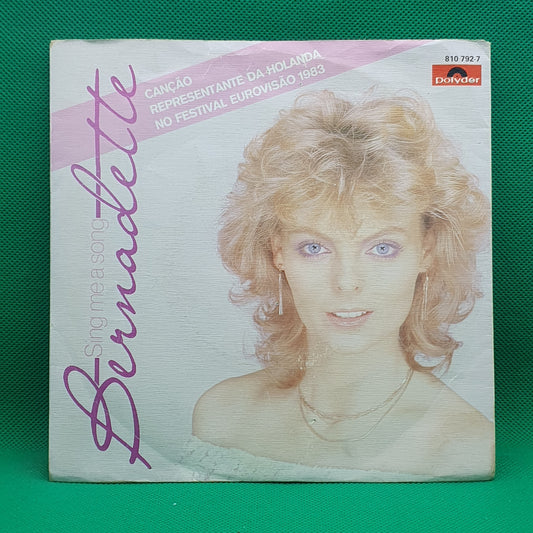 CANÇÃO
REPRESENTANTE DA HOLANDA
NO FESTIVAL EUROVISÃO 1983
810 792-7
Polydor
Bernadette
Sing me a song